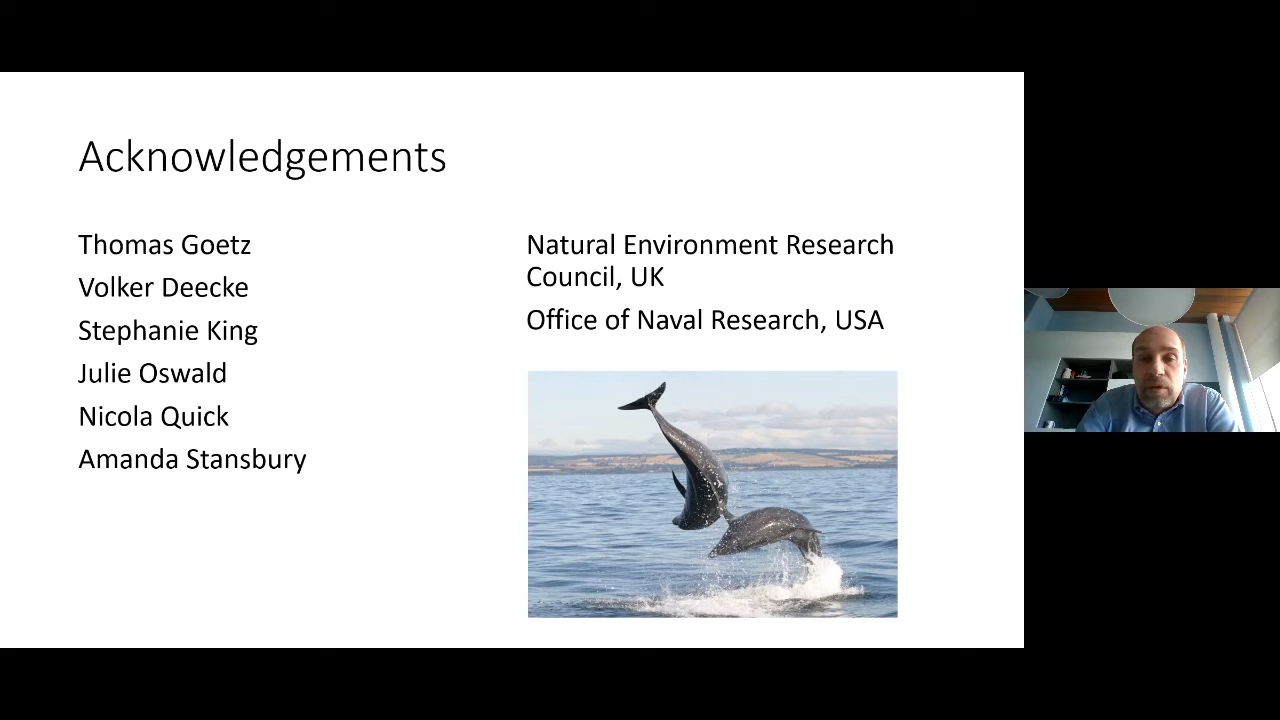 Acknowledgements
Thomas Goetz
Volker Deecke
Stephanie King
Julie Oswald
Nicola Quick
Amanda Stansbury
Natural Environment Research
Council, UK
Office of Naval Research, USA